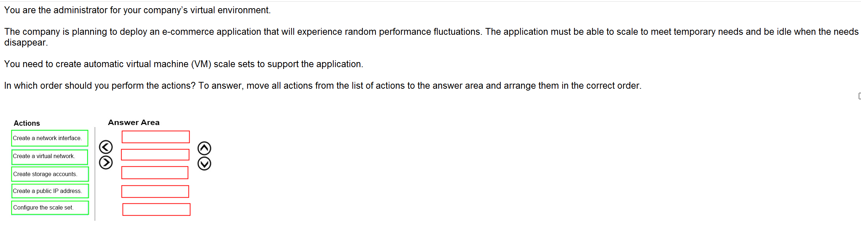 You are the administrator for your company's virtual environment.
The company is planning to deploy an e-commerce application that will experience random performance fluctuations. The application must be able to scale to meet temporary needs and be idle when the needs
disappear.
You need to create automatic virtual machine (VM) scale sets to support the application.
In which order should you perform the actions? To answer, move all actions from the list of actions to the answer area and arrange them in the correct order.
Actions
Answer Area
Create a network interface.
Create a virtual network.
Create storage accounts.
Create a public IP address.
Configure the scale set.